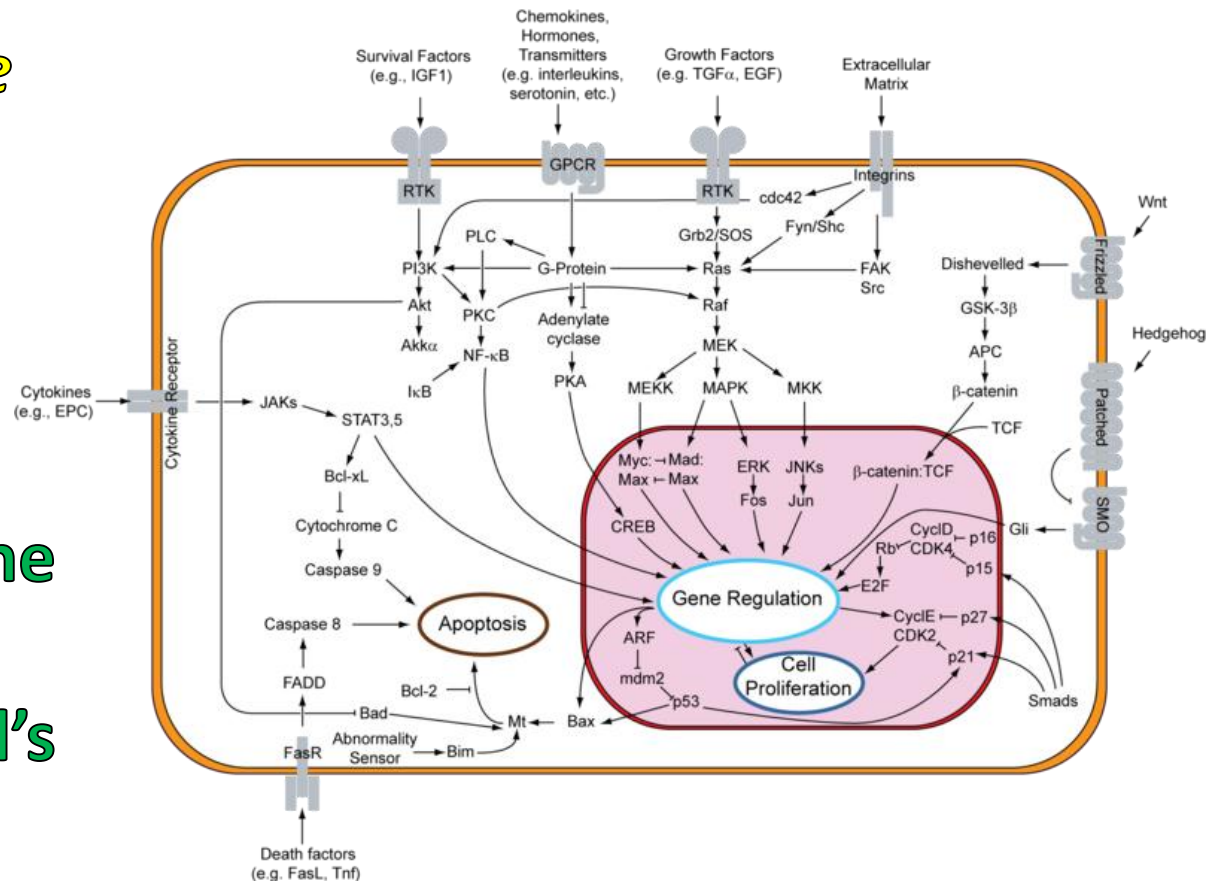 e
ne
l's
Chemokines,
Hormones,
Transmitters
(e.g. interleukins,
serotonin, etc.)
Survival Factors
(e.g., IGF1)
Growth Factors
(e.g. TGFα, EGF)
Extracellular
Matrix
RTK
GPCR
RTK
Integrins
cdc42
Wnt
Frizzled
Fyn/Shc
Grb2/SOS
PLC
PI3K
G-Protein
Ras
FAK
Src
Dishevelled
GSK-3β
APC
β-catenin
TCF
β-catenin:TCF
Hedgehog
Patched
SMO
Gli
Akt
Akkα
PKC
NF-κB
IκB
Adenylate
cyclase
PKA
CREB
Raf
MEK
MEKK
MAPK
MKK
Myc:
Max
Mad:
Max
ERK
Fos
JNKs
Jun
Cytokines
(e.g., EPC)
Cytokine Receptor
JAKs
STAT3,5
Bcl-xL
Cytochrome C
Caspase 9
Caspase 8
Apoptosis
FADD
FasR
Bcl-2
Bad
Abnormality
Sensor
Bim
Mt
Bax
Gene Regulation
CyclD
CDK4
p16
p15
Rb
E2F
CyclE
CDK2
p27
p21
ARF
mdm2
p53
Cell
Proliferation
Smads
Death factors
(e.g. FasL, Tnf)